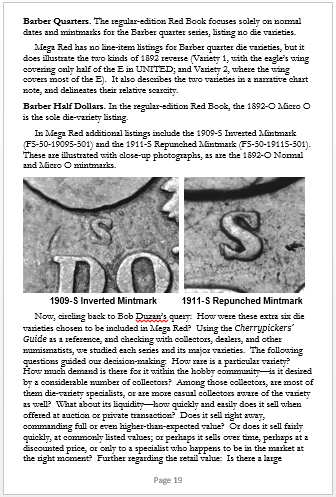 Barber Quarters. The regular-edition Red Book focuses solely on normal
dates and mintmarks for the Barber quarter series, listing no die varieties.
Mega Red has no line-item listings for Barber quarter die varieties, but it
does illustrate the two kinds of 1892 reverse (Variety 1, with the eagle's wing
covering only half of the E in UNITED; and Variety 2, where the wing
covers most of the E). It also describes the two varieties in a narrative chart
note, and delineates their relative scarcity.
Barber Half Dollars. In the regular-edition Red Book, the 1892-O Micro O
is the sole die-variety listing.
In Mega Red additional listings include the 1909-S Inverted Mintmark
(FS-50-1909S-501) and the 1911-S Repunched Mintmark (FS-50-1911S-501).
These are illustrated with close-up photographs, as are the 1892-O Normal
and Micro O mintmarks.
S
DO
S
1909-S Inverted Mintmark 1911-S Repunched Mintmark
Now, circling back to Bob Duzan's query: How were these extra six die
varieties chosen to be included in Mega Red? Using the Cherrypickers'
Guide as a reference, and checking with collectors, dealers, and other
numismatists, we studied each series and its major varieties. The following
questions guided our decision-making: How rare is a particular variety?
How much demand is there for it within the hobby community—is it desired
by a considerable number of collectors? Among those collectors, are most of
them die-variety specialists, or are more casual collectors aware of the variety
as well? What about its liquidity—how quickly and easily does it sell when
offered at auction or private transaction? Does it sell right away,
commanding full or even higher-than-expected value? Or does it sell fairly
quickly, at commonly listed values; or perhaps it sells over time, perhaps at a
discounted price, or only to a specialist who happens to be in the market at
the right moment? Further regarding the retail value: Is there a large
Page 19